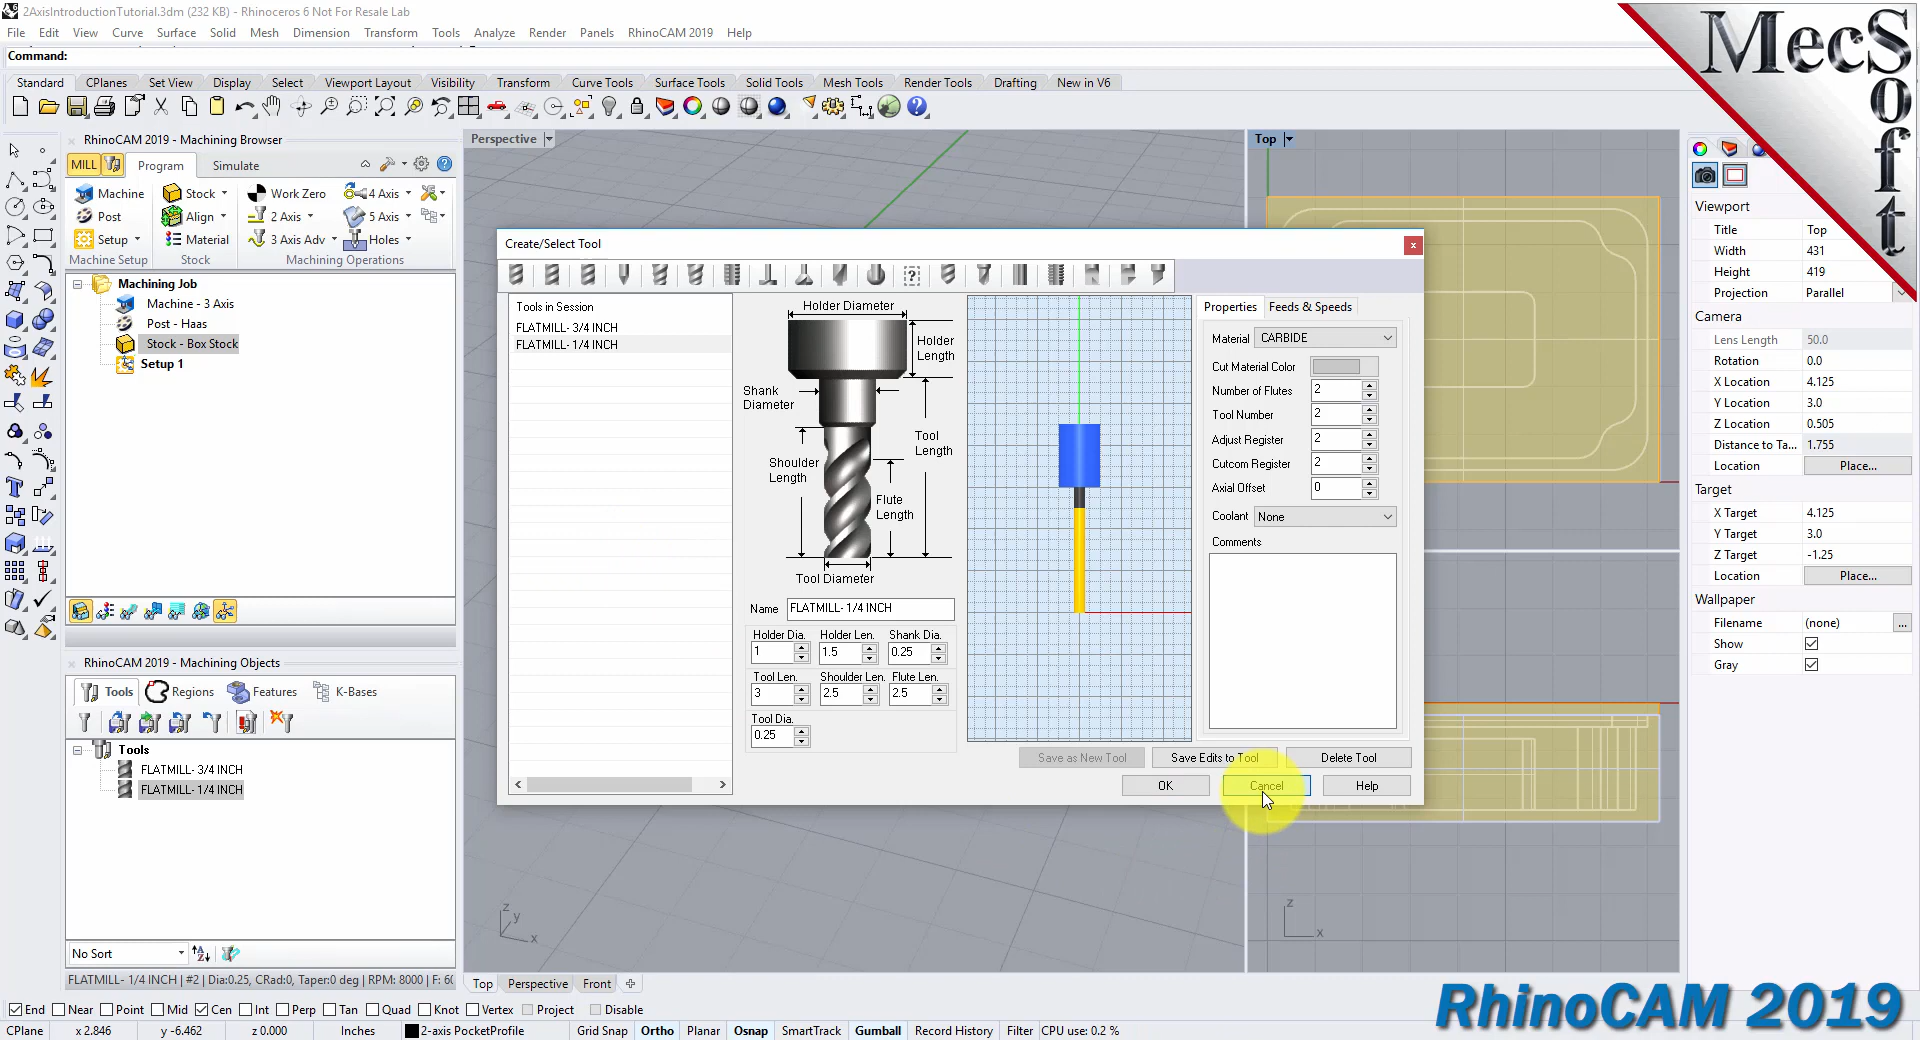 2AxisIntroductionTutorial.3dm (232 KB) - Rhinoceros 6 Not For Resale Lab
File Edit View Curve Surface Solid Mesh Dimension Transform Tools Analyze Render Panels RhinoCAM 2019 Help
Command:
Standard CPlanes Set View Display Select Viewport Layout Visibility Transform Curve Tools Surface Tools Solid Tools Mesh Tools Render Tools Drafting New in V6
MecSoft
RhinoCAM 2019 - Machining Browser
MILL Program Simulate
Machine Stock Work Zero 4 Axis
Post Align 2 Axis 5 Axis
Setup Material 3 Axis Adv Holes
Machine Setup Stock Machining Operations
Machining Job
Machine - 3 Axis
Post - Haas
Stock - Box Stock
Setup 1
RhinoCAM 2019 - Machining Objects
Tools Regions Features K-Bases
Tools
FLATMILL- 3/4 INCH
FLATMILL- 1/4 INCH
No Sort
FLATMILL- 1/4 INCH | #2 | Dia:0.25, CRad:0, Taper:0 deg | RPM: 8000 | F: 60
Perspective
Top
Create/Select Tool
x
Tools in Session
FLATMILL- 3/4 INCH
FLATMILL- 1/4 INCH
Holder Diameter
Holder Length
Shank Diameter
Tool Length
Shoulder Length
Flute Length
Tool Diameter
Name FLATMILL- 1/4 INCH
Holder Dia. Holder Len. Shank Dia.
1 1.5 0.25
Tool Len. Shoulder Len. Flute Len.
3 2.5 2.5
Tool Dia.
0.25
Properties Feeds & Speeds
Material CARBIDE
Cut Material Color
Number of Flutes 2
Tool Number 2
Adjust Register 2
Cutcom Register 2
Axial Offset 0
Coolant None
Comments
Save as New Tool Save Edits to Tool Delete Tool
OK Cancel Help
z
y
x
z
x
Viewport
Title Top
Width 431
Height 419
Projection Parallel
Camera
Lens Length 50.0
Rotation 0.0
X Location 4.125
Y Location 3.0
Z Location 0.505
Distance to Ta... 1.755
Location Place...
Target
X Target 4.125
Y Target 3.0
Z Target -1.25
Location Place...
Wallpaper
Filename (none) ...
Show
Gray
Top Perspective Front
End Near Point Mid Cen Int Perp Tan Quad Knot Vertex Project Disable
CPlane x 2.846 y -6.462 z 0.000 Inches 2-axis PocketProfile Grid Snap Ortho Planar Osnap SmartTrack Gumball Record History Filter CPU use: 0.2 %
RhinoCAM 2019